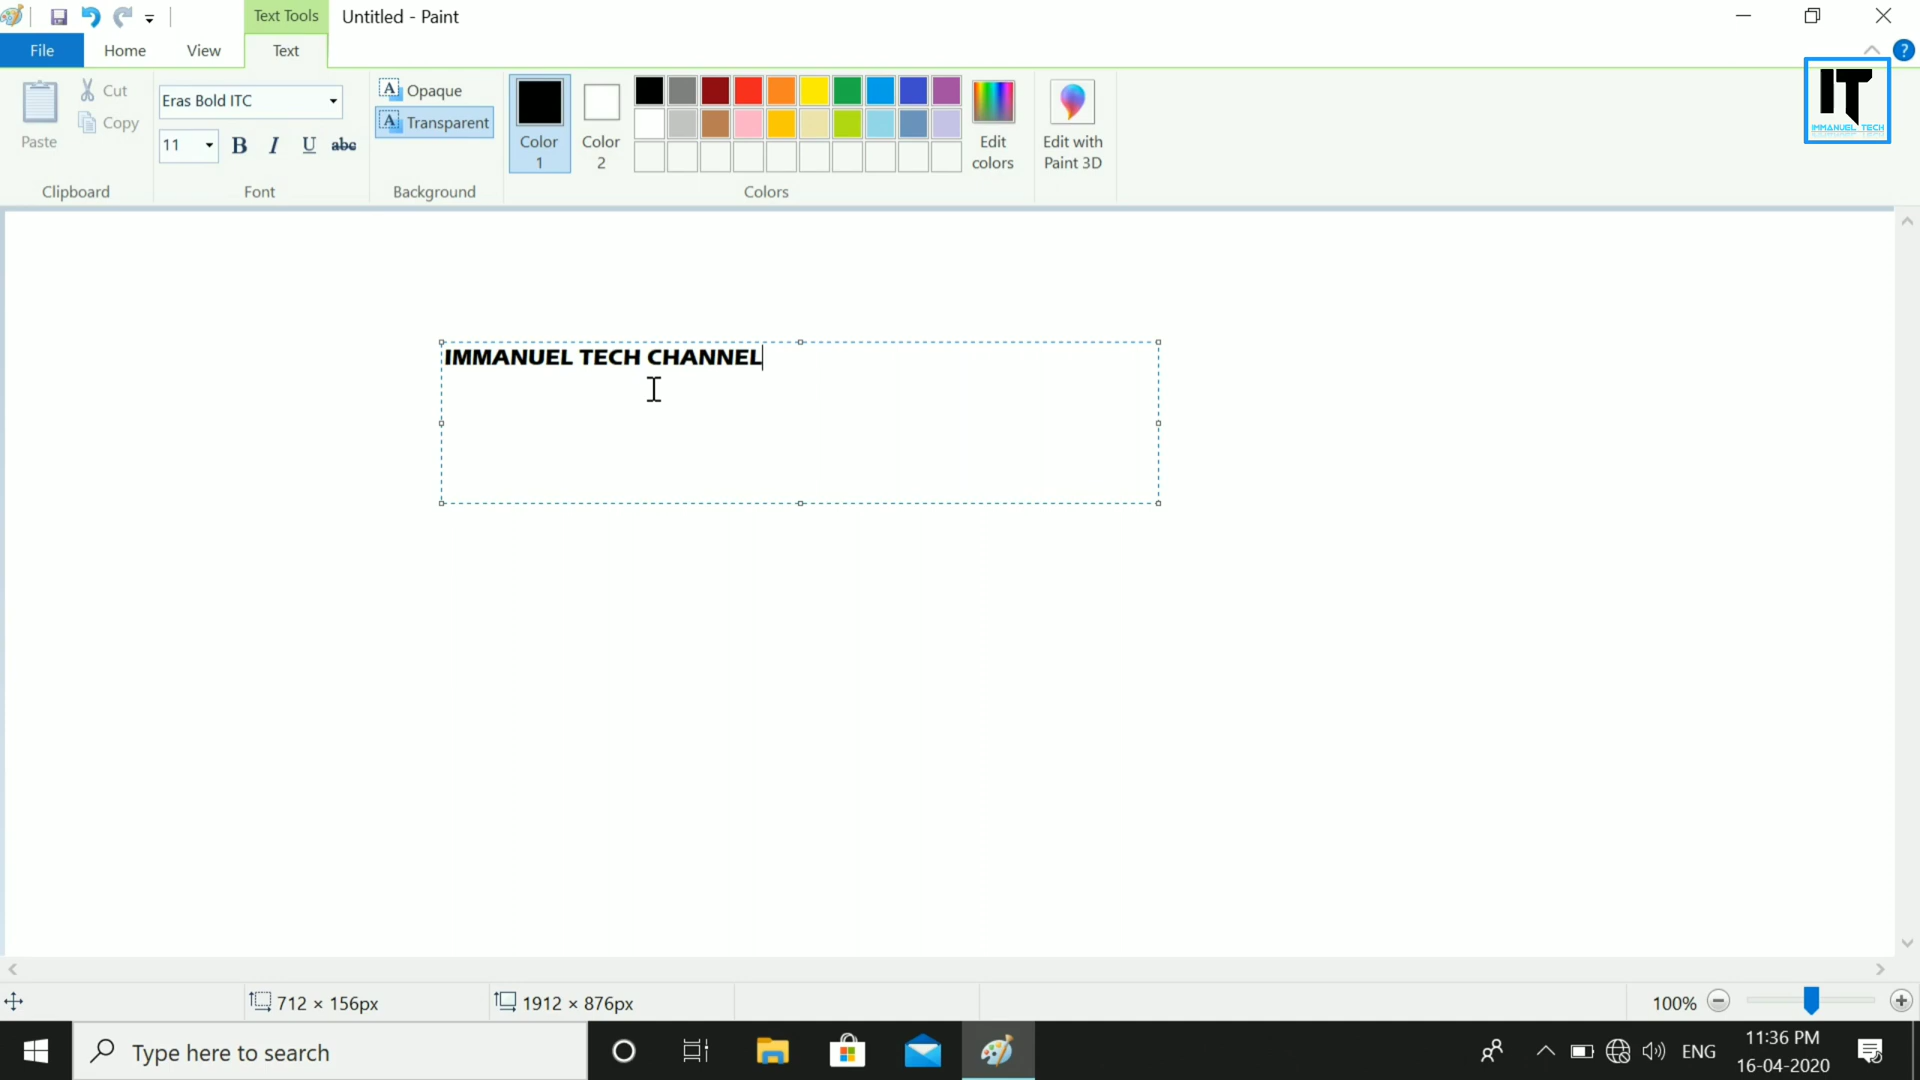 Text Tools
Untitled - Paint
File
Home
View
Text
?
IT
IMMANUEL TECH
Paste
Cut
Copy
Clipboard
Eras Bold ITC
11
B
I
U
abc
Font
A Opaque
A Transparent
Background
Color 1
Color 2
Edit colors
Colors
Edit with Paint 3D
IMMANUEL TECH CHANNEL
712 × 156px
1912 × 876px
100%
Type here to search
ENG
11:36 PM
16-04-2020